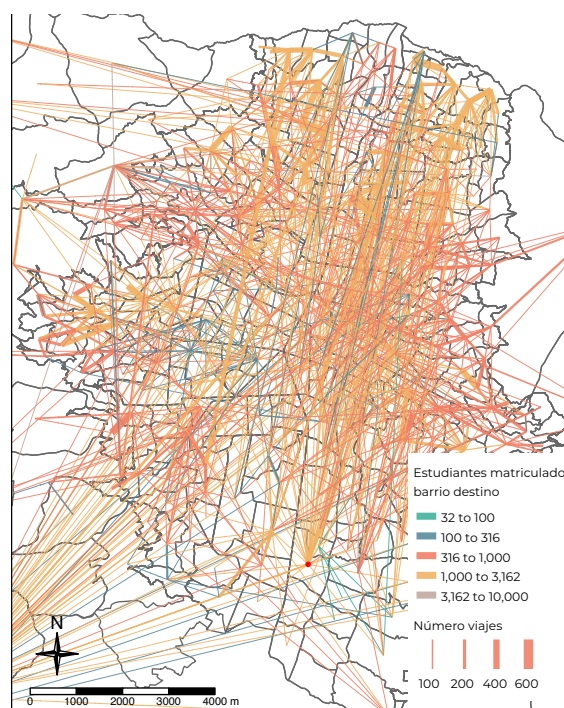 Estudiantes matriculado
barrio destino
32 to 100
100 to 316
316 to 1,000
1,000 to 3,162
3,162 to 10,000
Número viajes
100 200 400 600
N
0 1000 2000 3000 4000 m